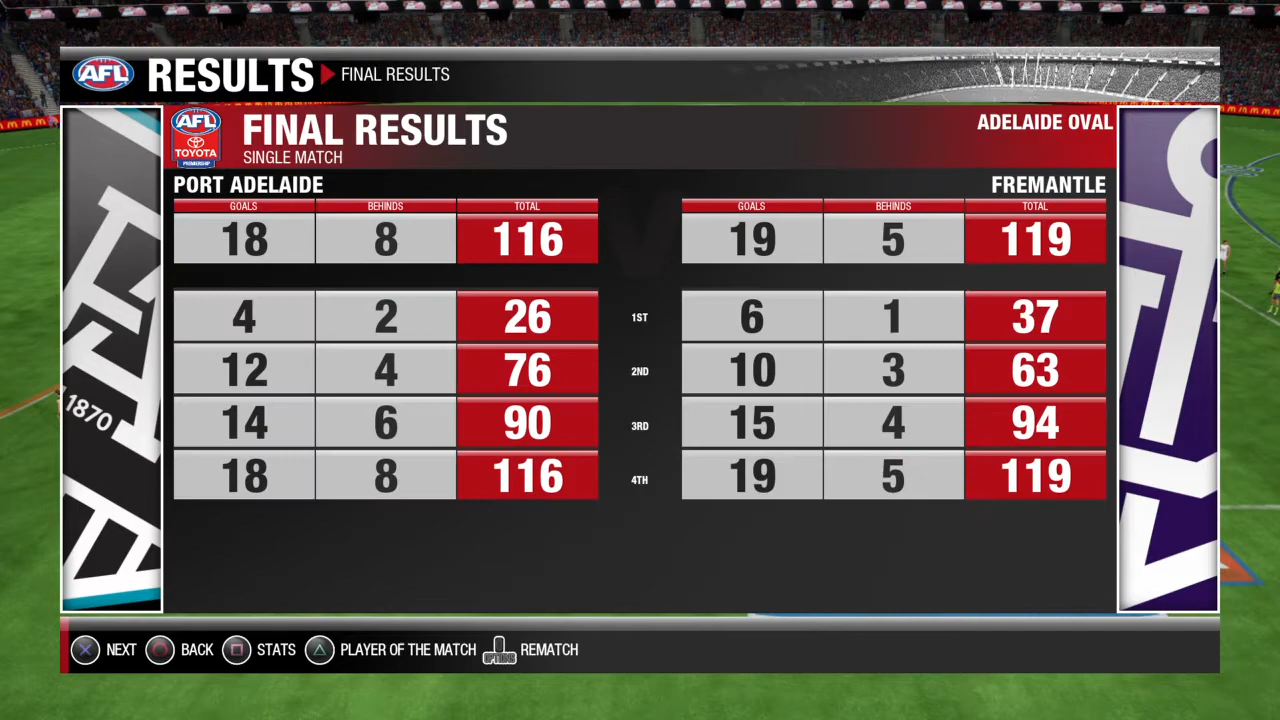 AFL RESULTS FINAL RESULTS
AFL TOYOTA PREMIERSHIP
FINAL RESULTS
SINGLE MATCH
ADELAIDE OVAL
PORT ADELAIDE FREMANTLE
GOALS BEHINDS TOTAL GOALS BEHINDS TOTAL
18 8 116 V 19 5 119
4 2 26 1ST 6 1 37
12 4 76 2ND 10 3 63
14 6 90 3RD 15 4 94
18 8 116 4TH 19 5 119
1870
NEXT BACK STATS PLAYER OF THE MATCH OPTIONS REMATCH